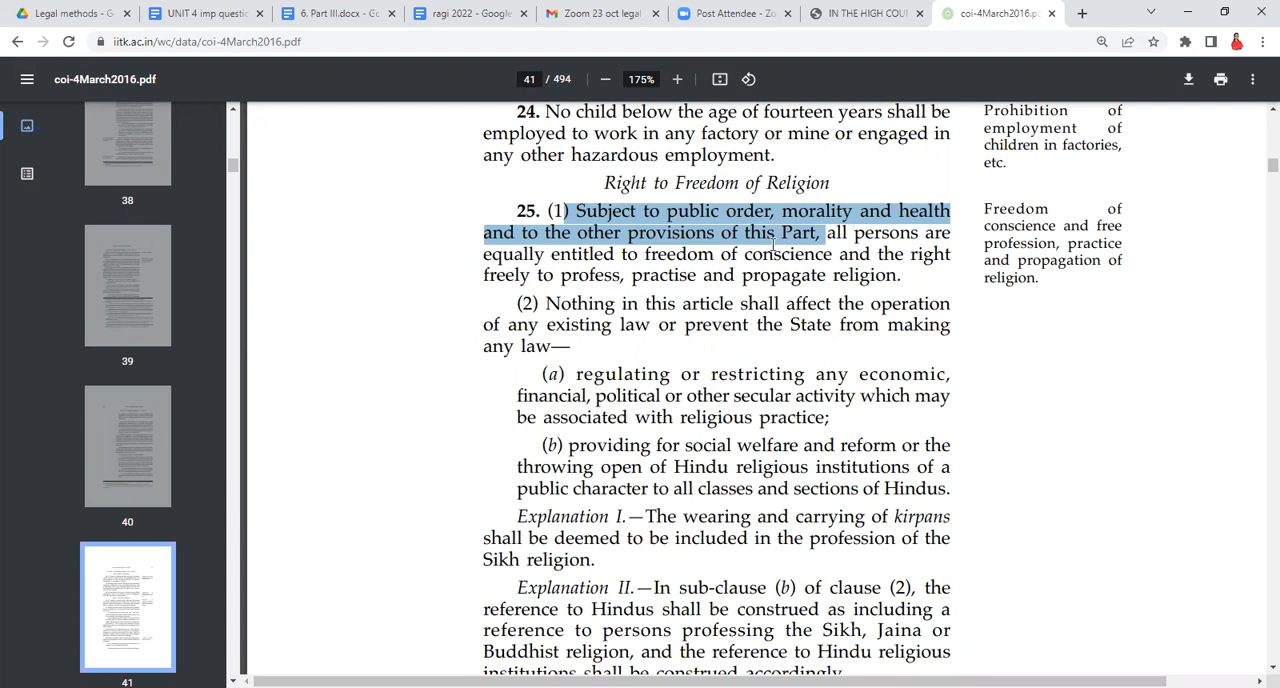 Legal methods - G
UNIT 4 imp questi
6. Part III.docx - Go
ragi 2022 - Google
Zoom 23 oct legal
Post Attendee - Zo
IN THE HIGH COU
coi-4March2016.p
iitk.ac.in/wc/data/coi-4March2016.pdf
coi-4March2016.pdf
41 / 494
175%
38
39
40
41
24. No child below the age of fourteen years shall be
employed to work in any factory or mine or engaged in
any other hazardous employment.
Prohibition of
employment of
children in factories,
etc.
Right to Freedom of Religion
25. (1) Subject to public order, morality and health
and to the other provisions of this Part, all persons are
equally entitled to freedom of conscience and the right
freely to profess, practise and propagate religion.
Freedom of
conscience and free
profession, practice
and propagation of
religion.
(2) Nothing in this article shall affect the operation
of any existing law or prevent the State from making
any law—
(a) regulating or restricting any economic,
financial, political or other secular activity which may
be associated with religious practice;
(b) providing for social welfare and reform or the
throwing open of Hindu religious institutions of a
public character to all classes and sections of Hindus.
Explanation I.—The wearing and carrying of kirpans
shall be deemed to be included in the profession of the
Sikh religion.
Explanation II.—In sub-clause (b) of clause (2), the
reference to Hindus shall be construed as including a
reference to persons professing the Sikh, Jaina or
Buddhist religion, and the reference to Hindu religious
institutions shall be construed accordingly.